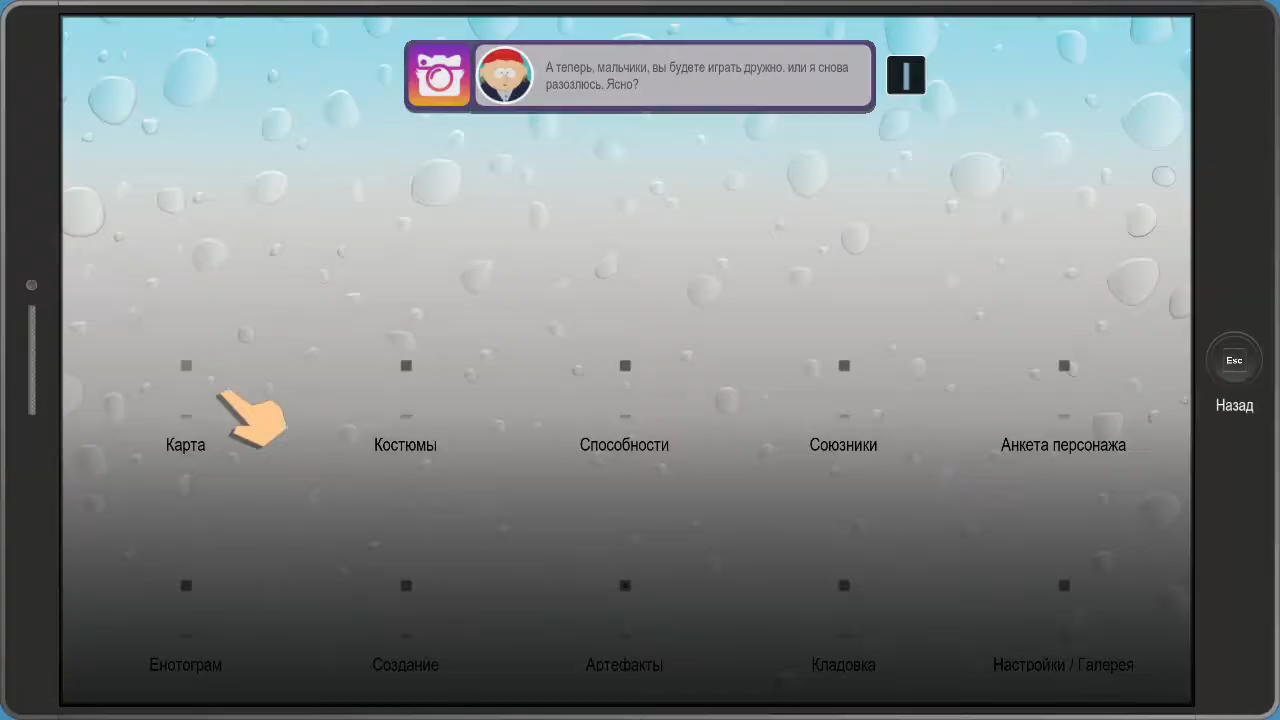 А теперь, мальчики, вы будете играть дружно. или я снова
разозлюсь. Ясно?
Esc
Назад
Карта
Костюмы
Способности
Союзники
Анкета персонажа
Енотограм
Создание
Артефакты
Кладовка
Настройки / Галерея